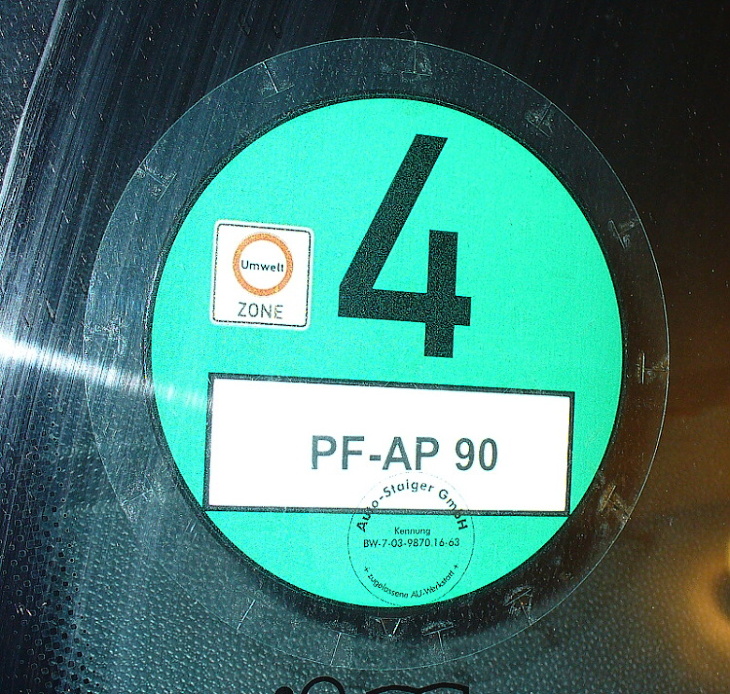 4
Umwelt
ZONE
PF-AP 90
Auto-Staiger GmbH
Kennung
BW-7-03-9870.16-63
+ zugelassene AU-Werkstatt +